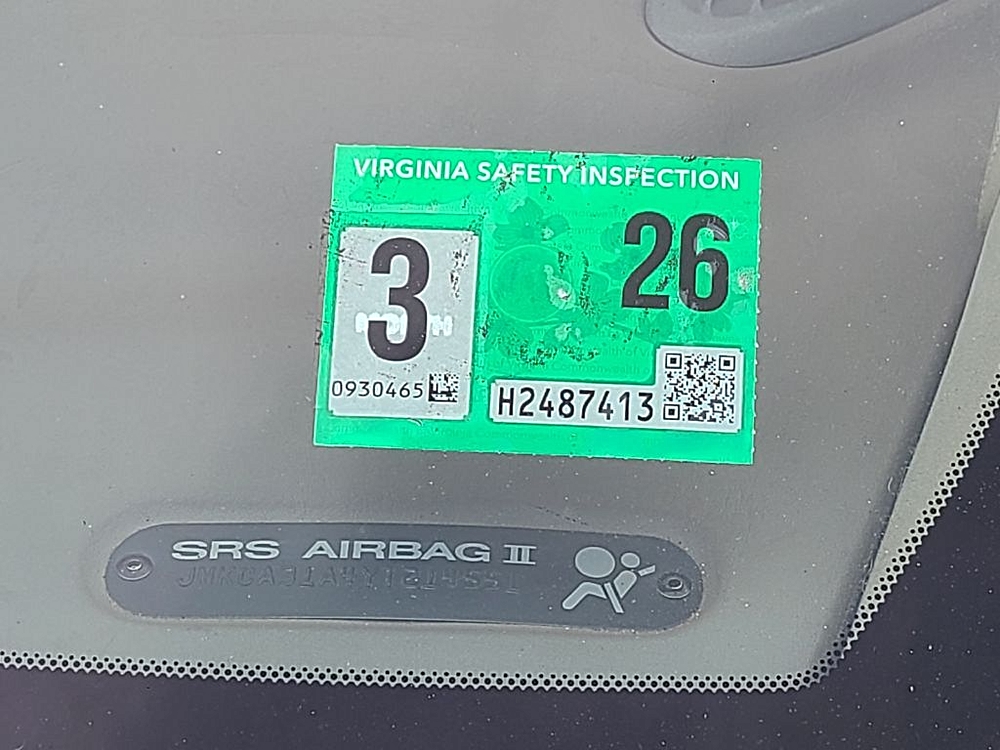 VIRGINIA SAFETY INSPECTION
3
26
0930465
H2487413
SRS AIRBAG II